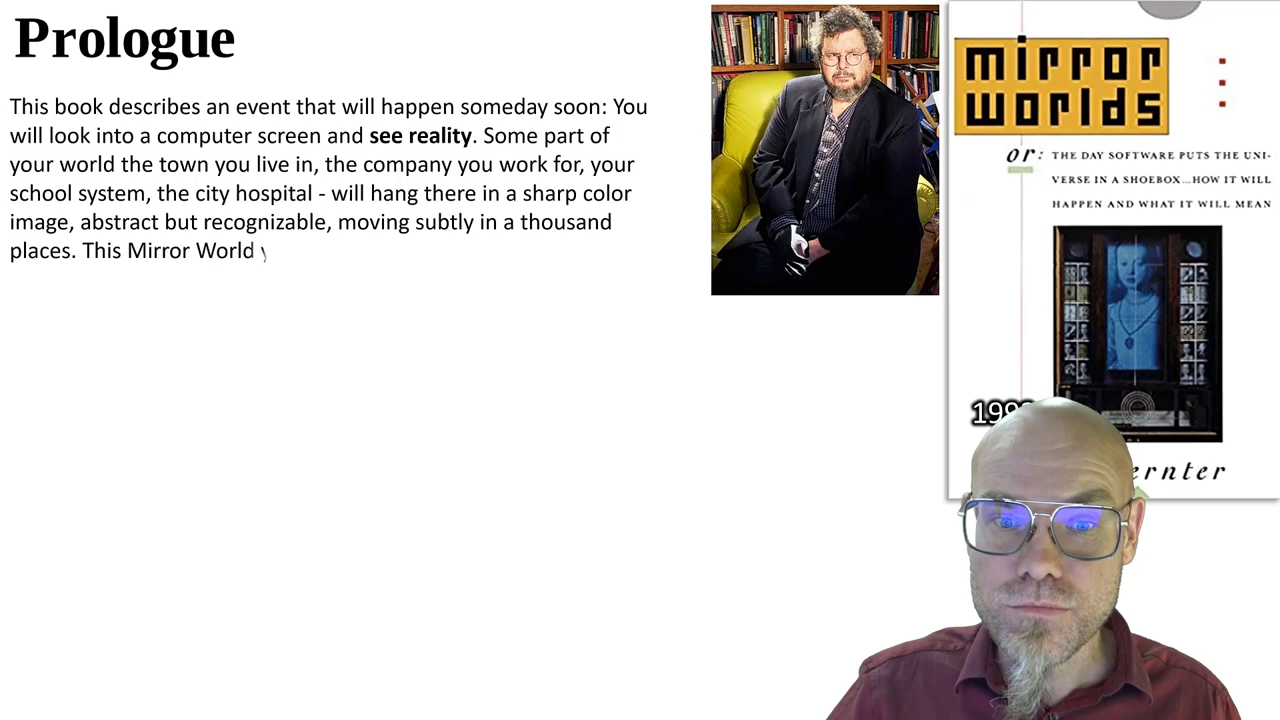 Prologue
This book describes an event that will happen someday soon: You
will look into a computer screen and see reality. Some part of
your world the town you live in, the company you work for, your
school system, the city hospital - will hang there in a sharp color
image, abstract but recognizable, moving subtly in a thousand
places. This Mirror World
mirror
worlds
or: THE DAY SOFTWARE PUTS THE UNI-
VERSE IN A SHOEBOX...HOW IT WILL
HAPPEN AND WHAT IT WILL MEAN